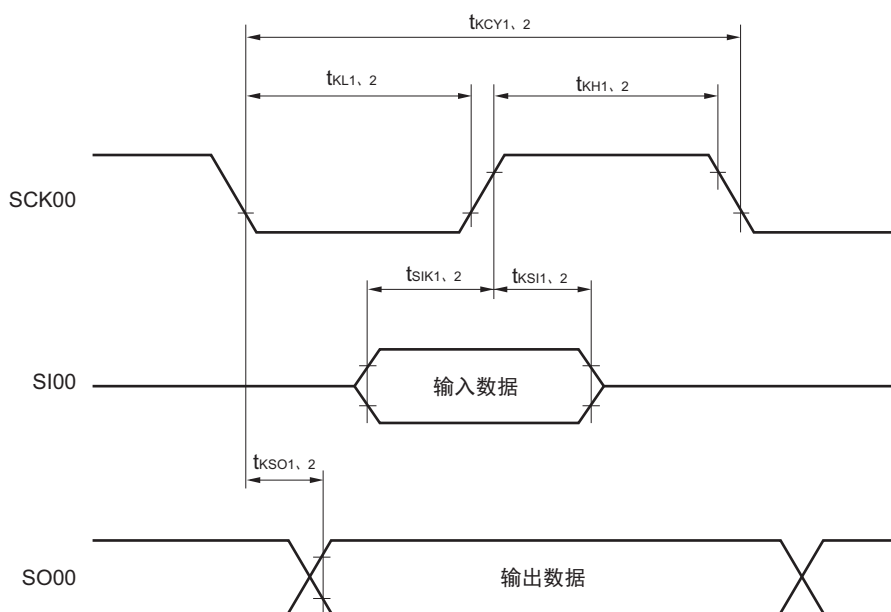 tKCY1、2
tKL1、2
tKH1、2
SCK00
tSIK1、2
tKSI1、2
SI00
输入数据
tKSO1、2
SO00
输出数据